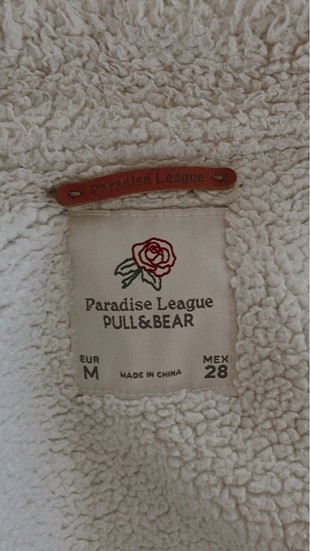 Paradise League
Paradise League
PULL&BEAR
EUR
M
MADE IN CHINA
MEX
28